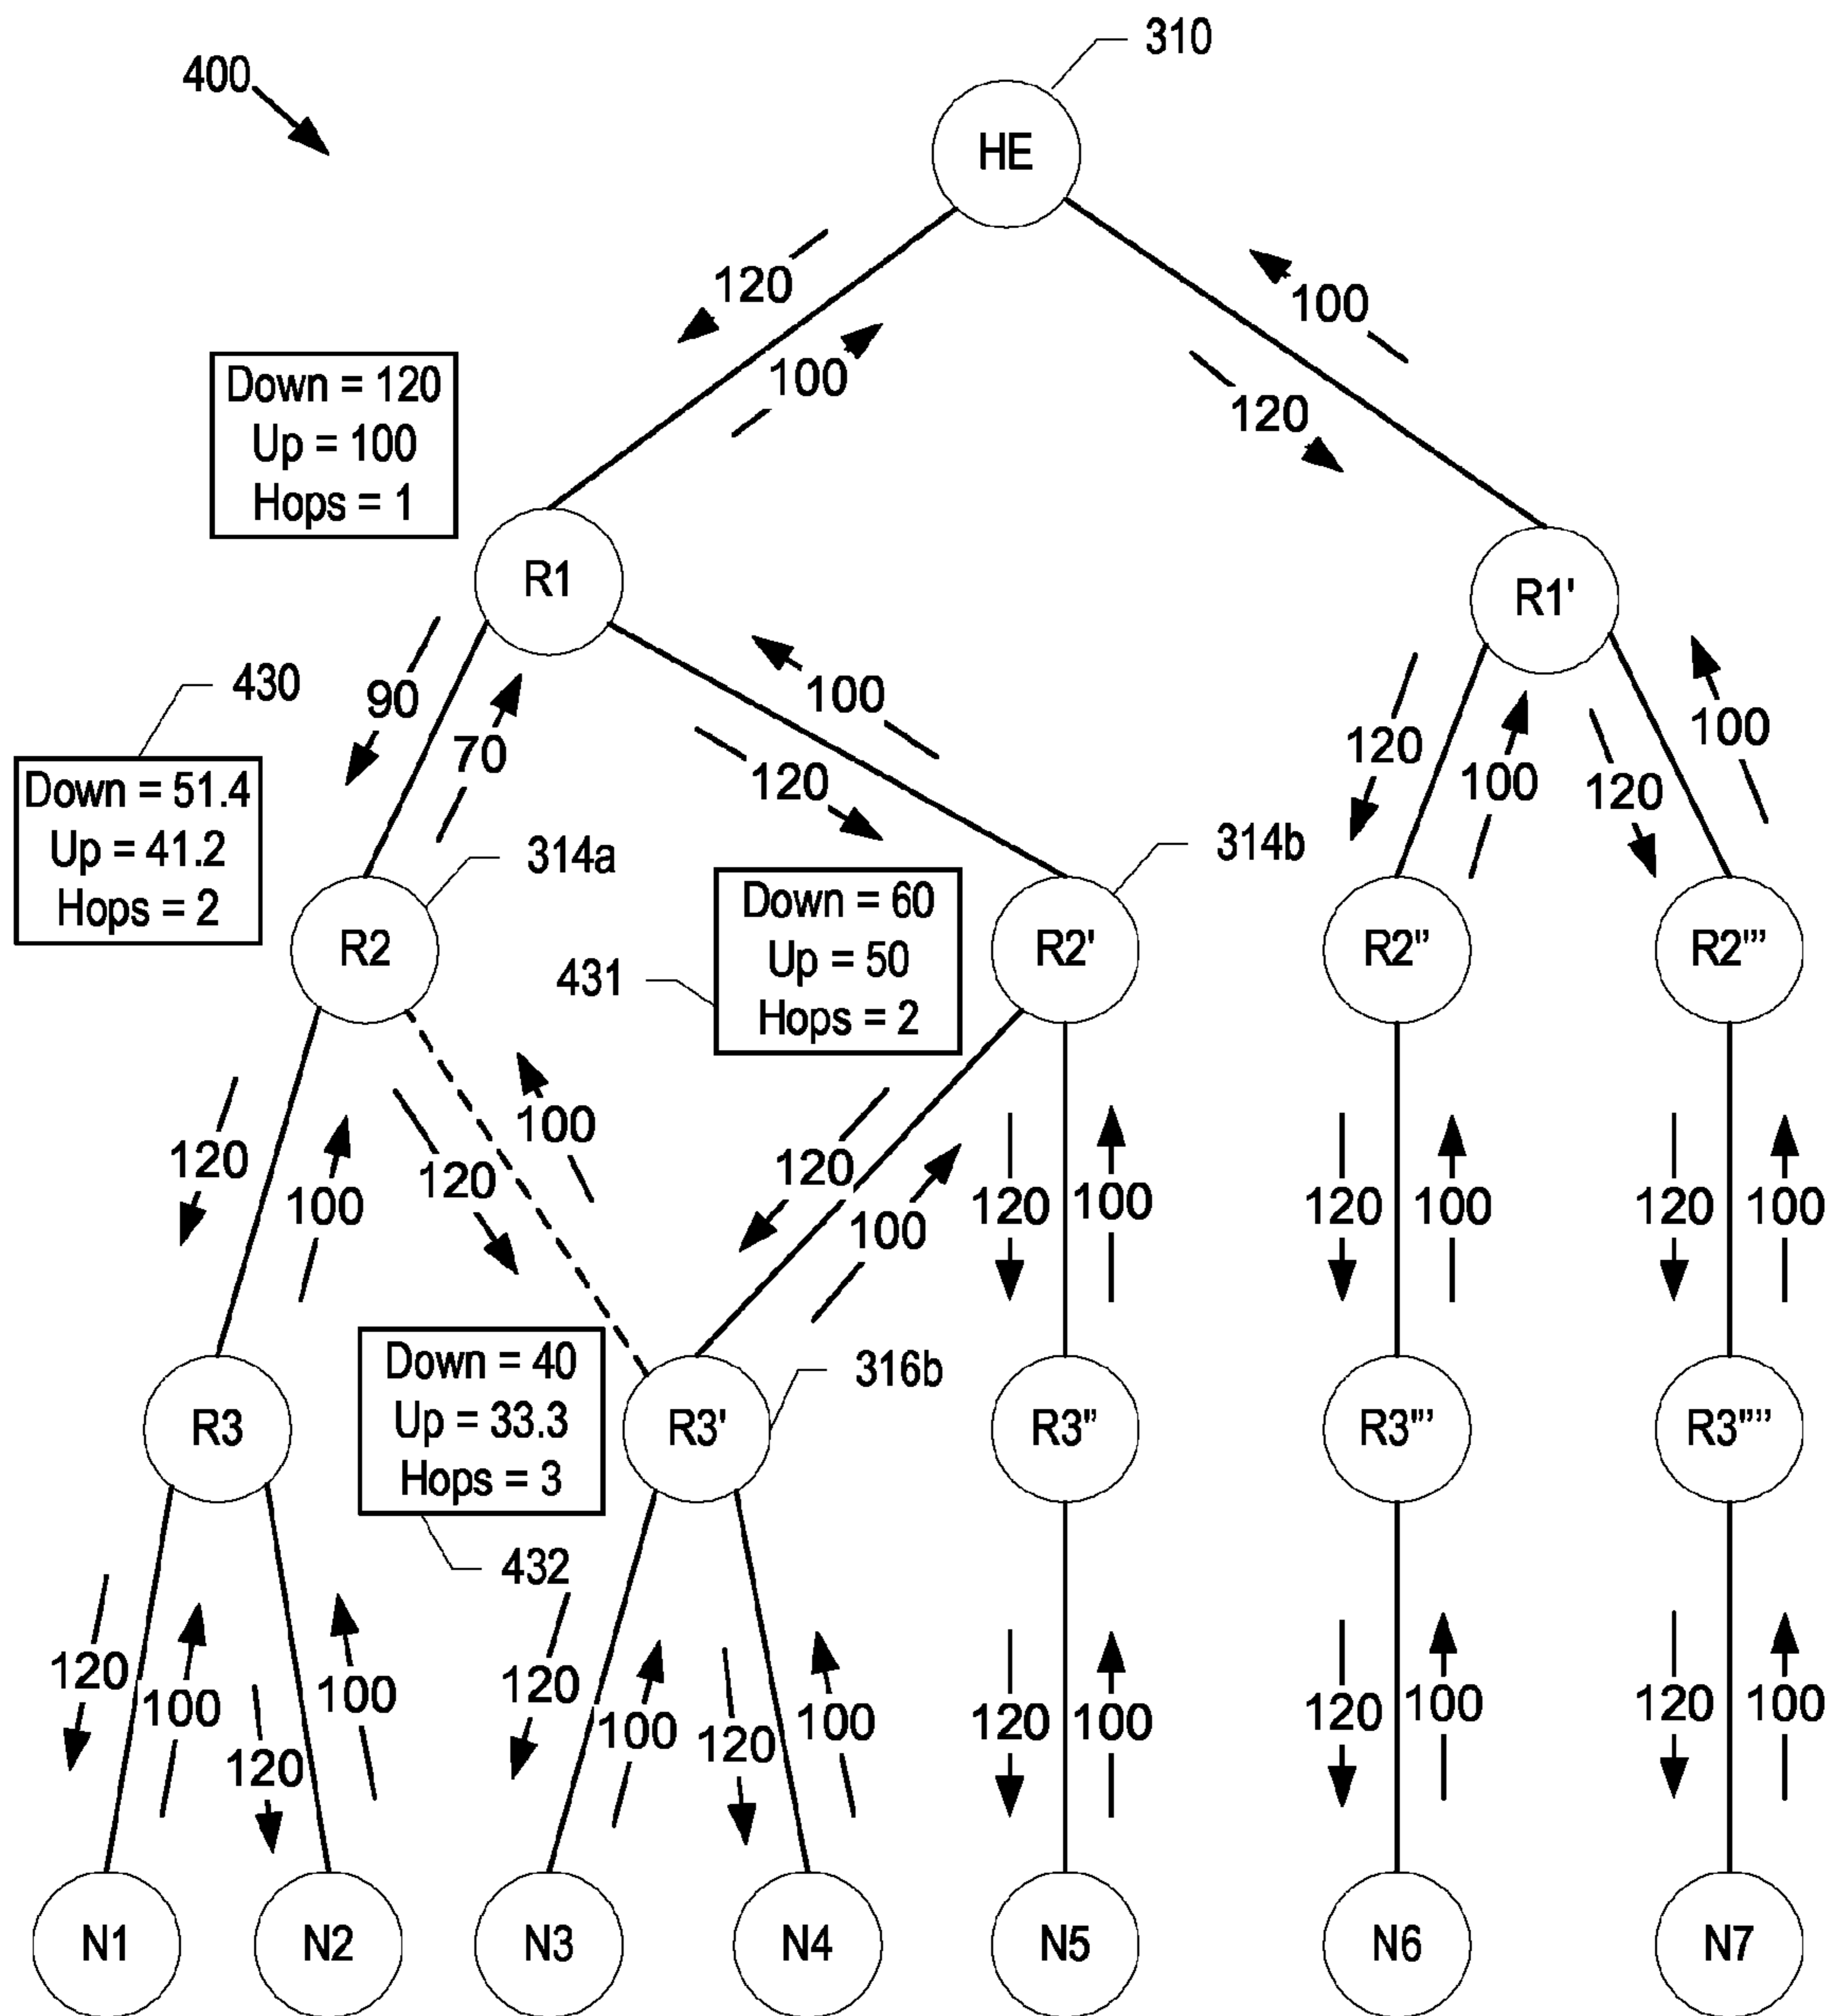 310
400
HE
120
100
100
120
Down = 120
Up = 100
Hops = 1
R1
R1'
430
90
70
100
120
120
100
120
100
Down = 51.4
Up = 41.2
Hops = 2
314a
314b
Down = 60
Up = 50
Hops = 2
431
R2
R2'
R2''
R2'''
120
100
120
100
120
100
120
100
120
100
120
100
Down = 40
Up = 33.3
Hops = 3
316b
R3
R3'
R3''
R3'''
R3''''
432
120
100
120
100
120
100
120
100
120
100
120
100
120
100
N1
N2
N3
N4
N5
N6
N7